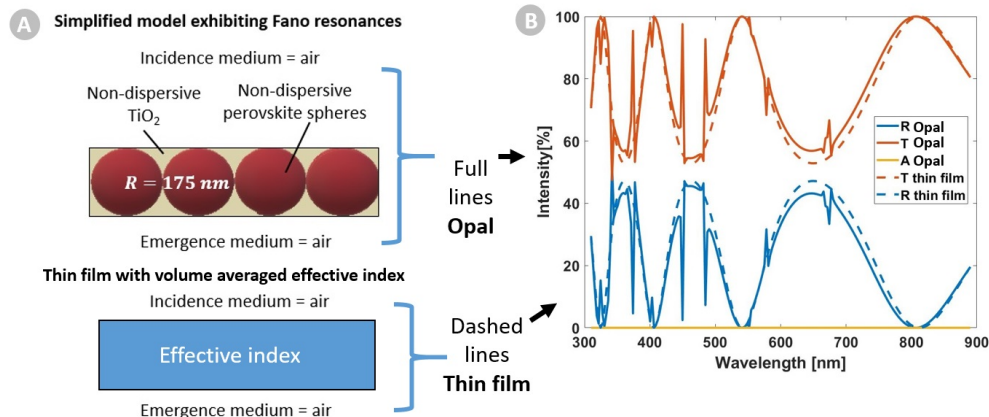 A
Simplified model exhibiting Fano resonances
Incidence medium = air
Non-dispersive
TiO2
Non-dispersive
perovskite spheres
R = 175 nm
Emergence medium = air
Full
lines
Opal
Thin film with volume averaged effective index
Incidence medium = air
Effective index
Emergence medium = air
Dashed
lines
Thin film
B
Intensity[%]
100
80
60
40
20
0
300
400
500
600
700
800
900
Wavelength [nm]
R Opal
T Opal
A Opal
T thin film
R thin film